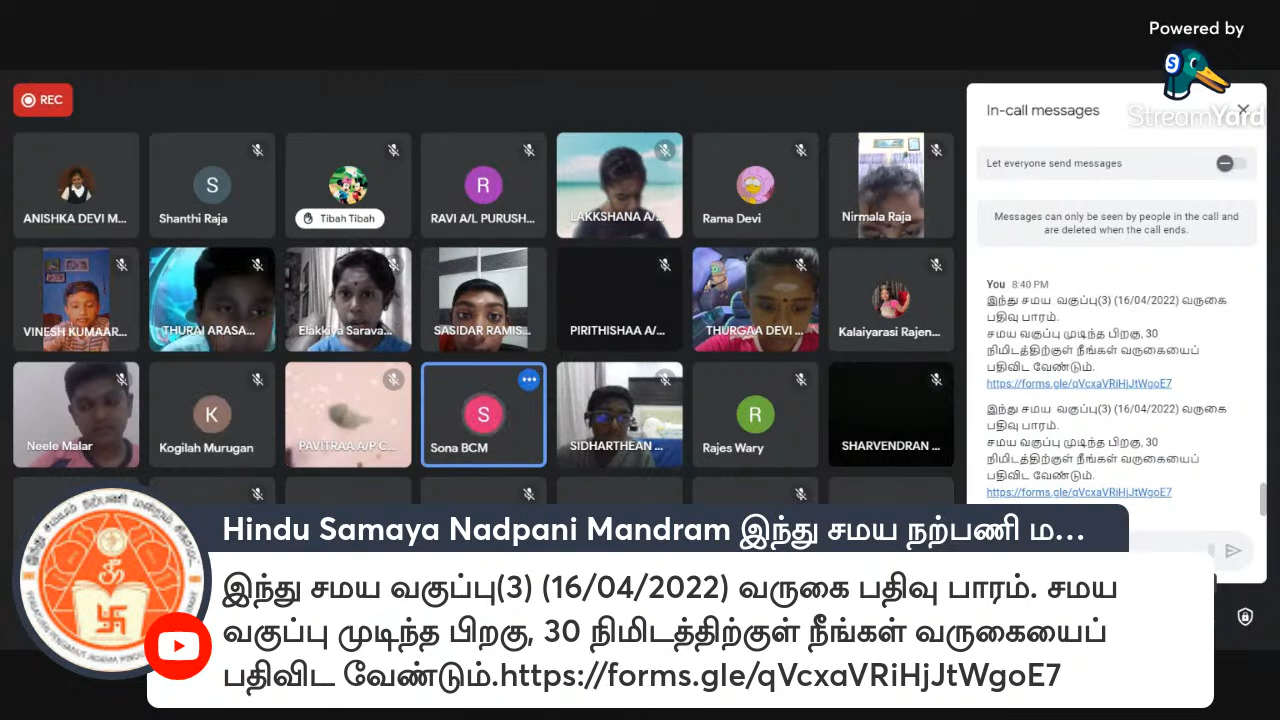 Powered by
StreamYard
REC
In-call messages
Let everyone send messages
Messages can only be seen by people in the call and
are deleted when the call ends.
ANISHKA DEVI M...
Shanthi Raja
Tibah Tibah
RAVI A/L PURUSH...
LAKKSHANA A/...
Rama Devi
Nirmala Raja
VINESH KUMAAR...
THURAI ARASA...
Elakkiya Sarava...
SASIDAR RAMIS...
PIRITHISHAA A/...
THURGAA DEVI ...
Kalaiyarasi Rajen...
Neele Malar
Kogilah Murugan
PAVITRAA A/P C...
Sona BCM
SIDHARTHEAN ...
Rajes Wary
SHARVENDRAN ...
S
R
K
S
R
You 8:40 PM
இந்து சமய வகுப்பு(3) (16/04/2022) வருகை
பதிவு பாரம்.
சமய வகுப்பு முடிந்த பிறகு, 30
நிமிடத்திற்குள் நீங்கள் வருகையைப்
பதிவிட வேண்டும்.
https://forms.gle/qVcxaVRiHjJtWgoE7
இந்து சமய வகுப்பு(3) (16/04/2022) வருகை
பதிவு பாரம்.
சமய வகுப்பு முடிந்த பிறகு, 30
நிமிடத்திற்குள் நீங்கள் வருகையைப்
பதிவிட வேண்டும்.
https://forms.gle/qVcxaVRiHjJtWgoE7
Hindu Samaya Nadpani Mandram இந்து சமய நற்பணி ம...
இந்து சமய வகுப்பு(3) (16/04/2022) வருகை பதிவு பாரம். சமய
வகுப்பு முடிந்த பிறகு, 30 நிமிடத்திற்குள் நீங்கள் வருகையைப்
பதிவிட வேண்டும்.https://forms.gle/qVcxaVRiHjJtWgoE7